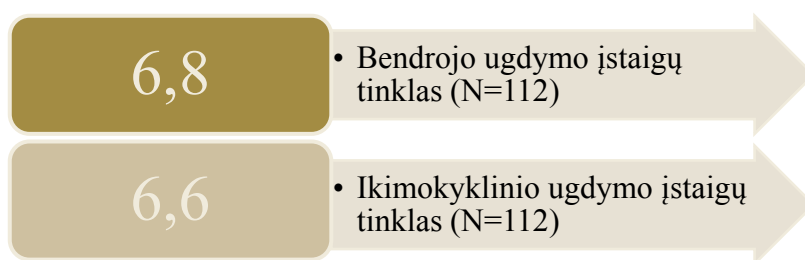 6,8
• Bendrojo ugdymo įstaigų
tinklas (N=112)
6,6
• Ikimokyklinio ugdymo įstaigų
tinklas (N=112)